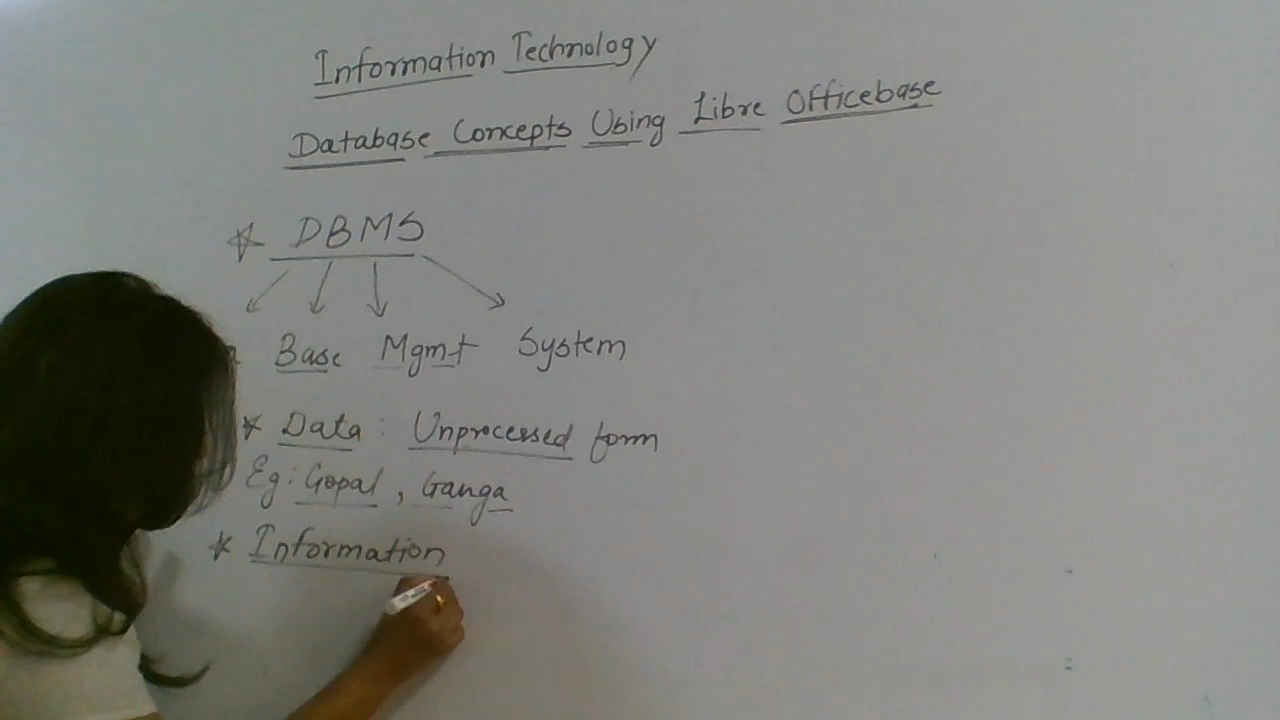 Information Technology
Database Concepts Using Libre Officebase
* DBMS
Base Mgmt System
* Data: Unprocessed form
Eg: Gopal, Ganga
* Information